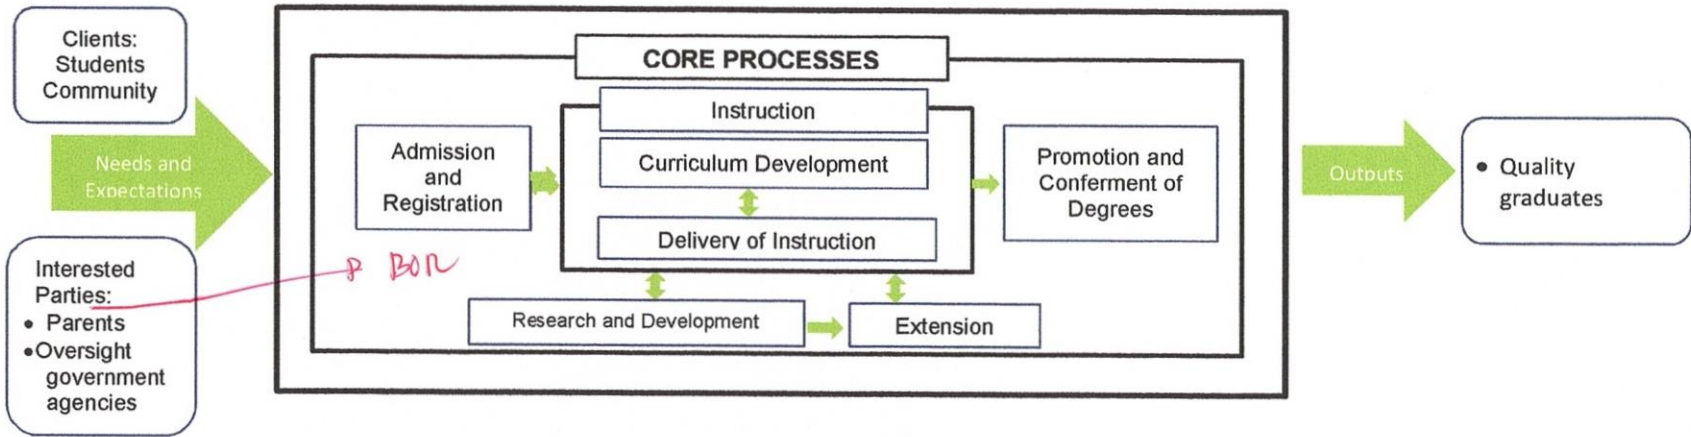 Clients:
Students
Community
Needs and
Expectations
Interested
Parties:
• Parents
• Oversight
government
agencies
CORE PROCESSES
Admission
and
Registration
BOR
Instruction
Curriculum Development
Delivery of Instruction
Research and Development
Extension
Promotion and
Conferment of
Degrees
Outputs
• Quality
graduates